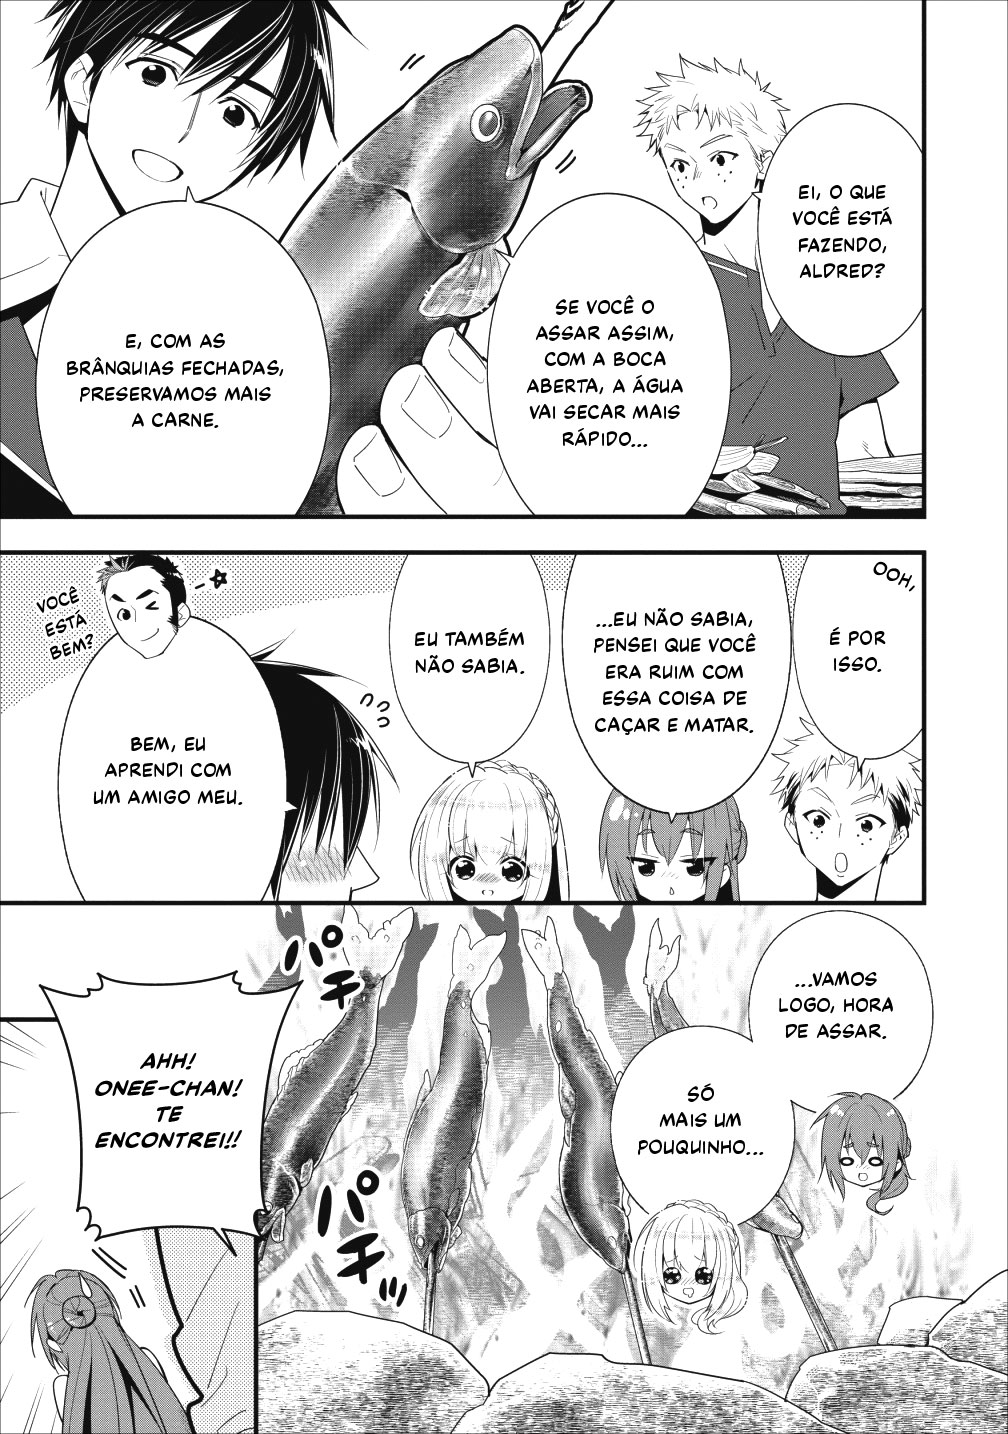 EI, O QUE
VOCÊ ESTÁ
FAZENDO,
ALDRED?
SE VOCÊ O
ASSAR ASSIM,
COM A BOCA
ABERTA, A ÁGUA
VAI SECAR MAIS
RÁPIDO...
E, COM AS
BRÂNQUIAS FECHADAS,
PRESERVAMOS MAIS
A CARNE.
OOH,
É POR
ISSO.
...EU NÃO SABIA,
PENSEI QUE VOCÊ
ERA RUIM COM
ESSA COISA DE
CAÇAR E MATAR.
EU TAMBÉM
NÃO SABIA.
BEM, EU
APRENDI COM
UM AMIGO MEU.
VOCÊ
ESTÁ
BEM?
...VAMOS
LOGO, HORA
DE ASSAR.
SÓ
MAIS UM
POUQUINHO...
パチ
パチ
AHH!
ONEE-CHAN!
TE
ENCONTREI!!